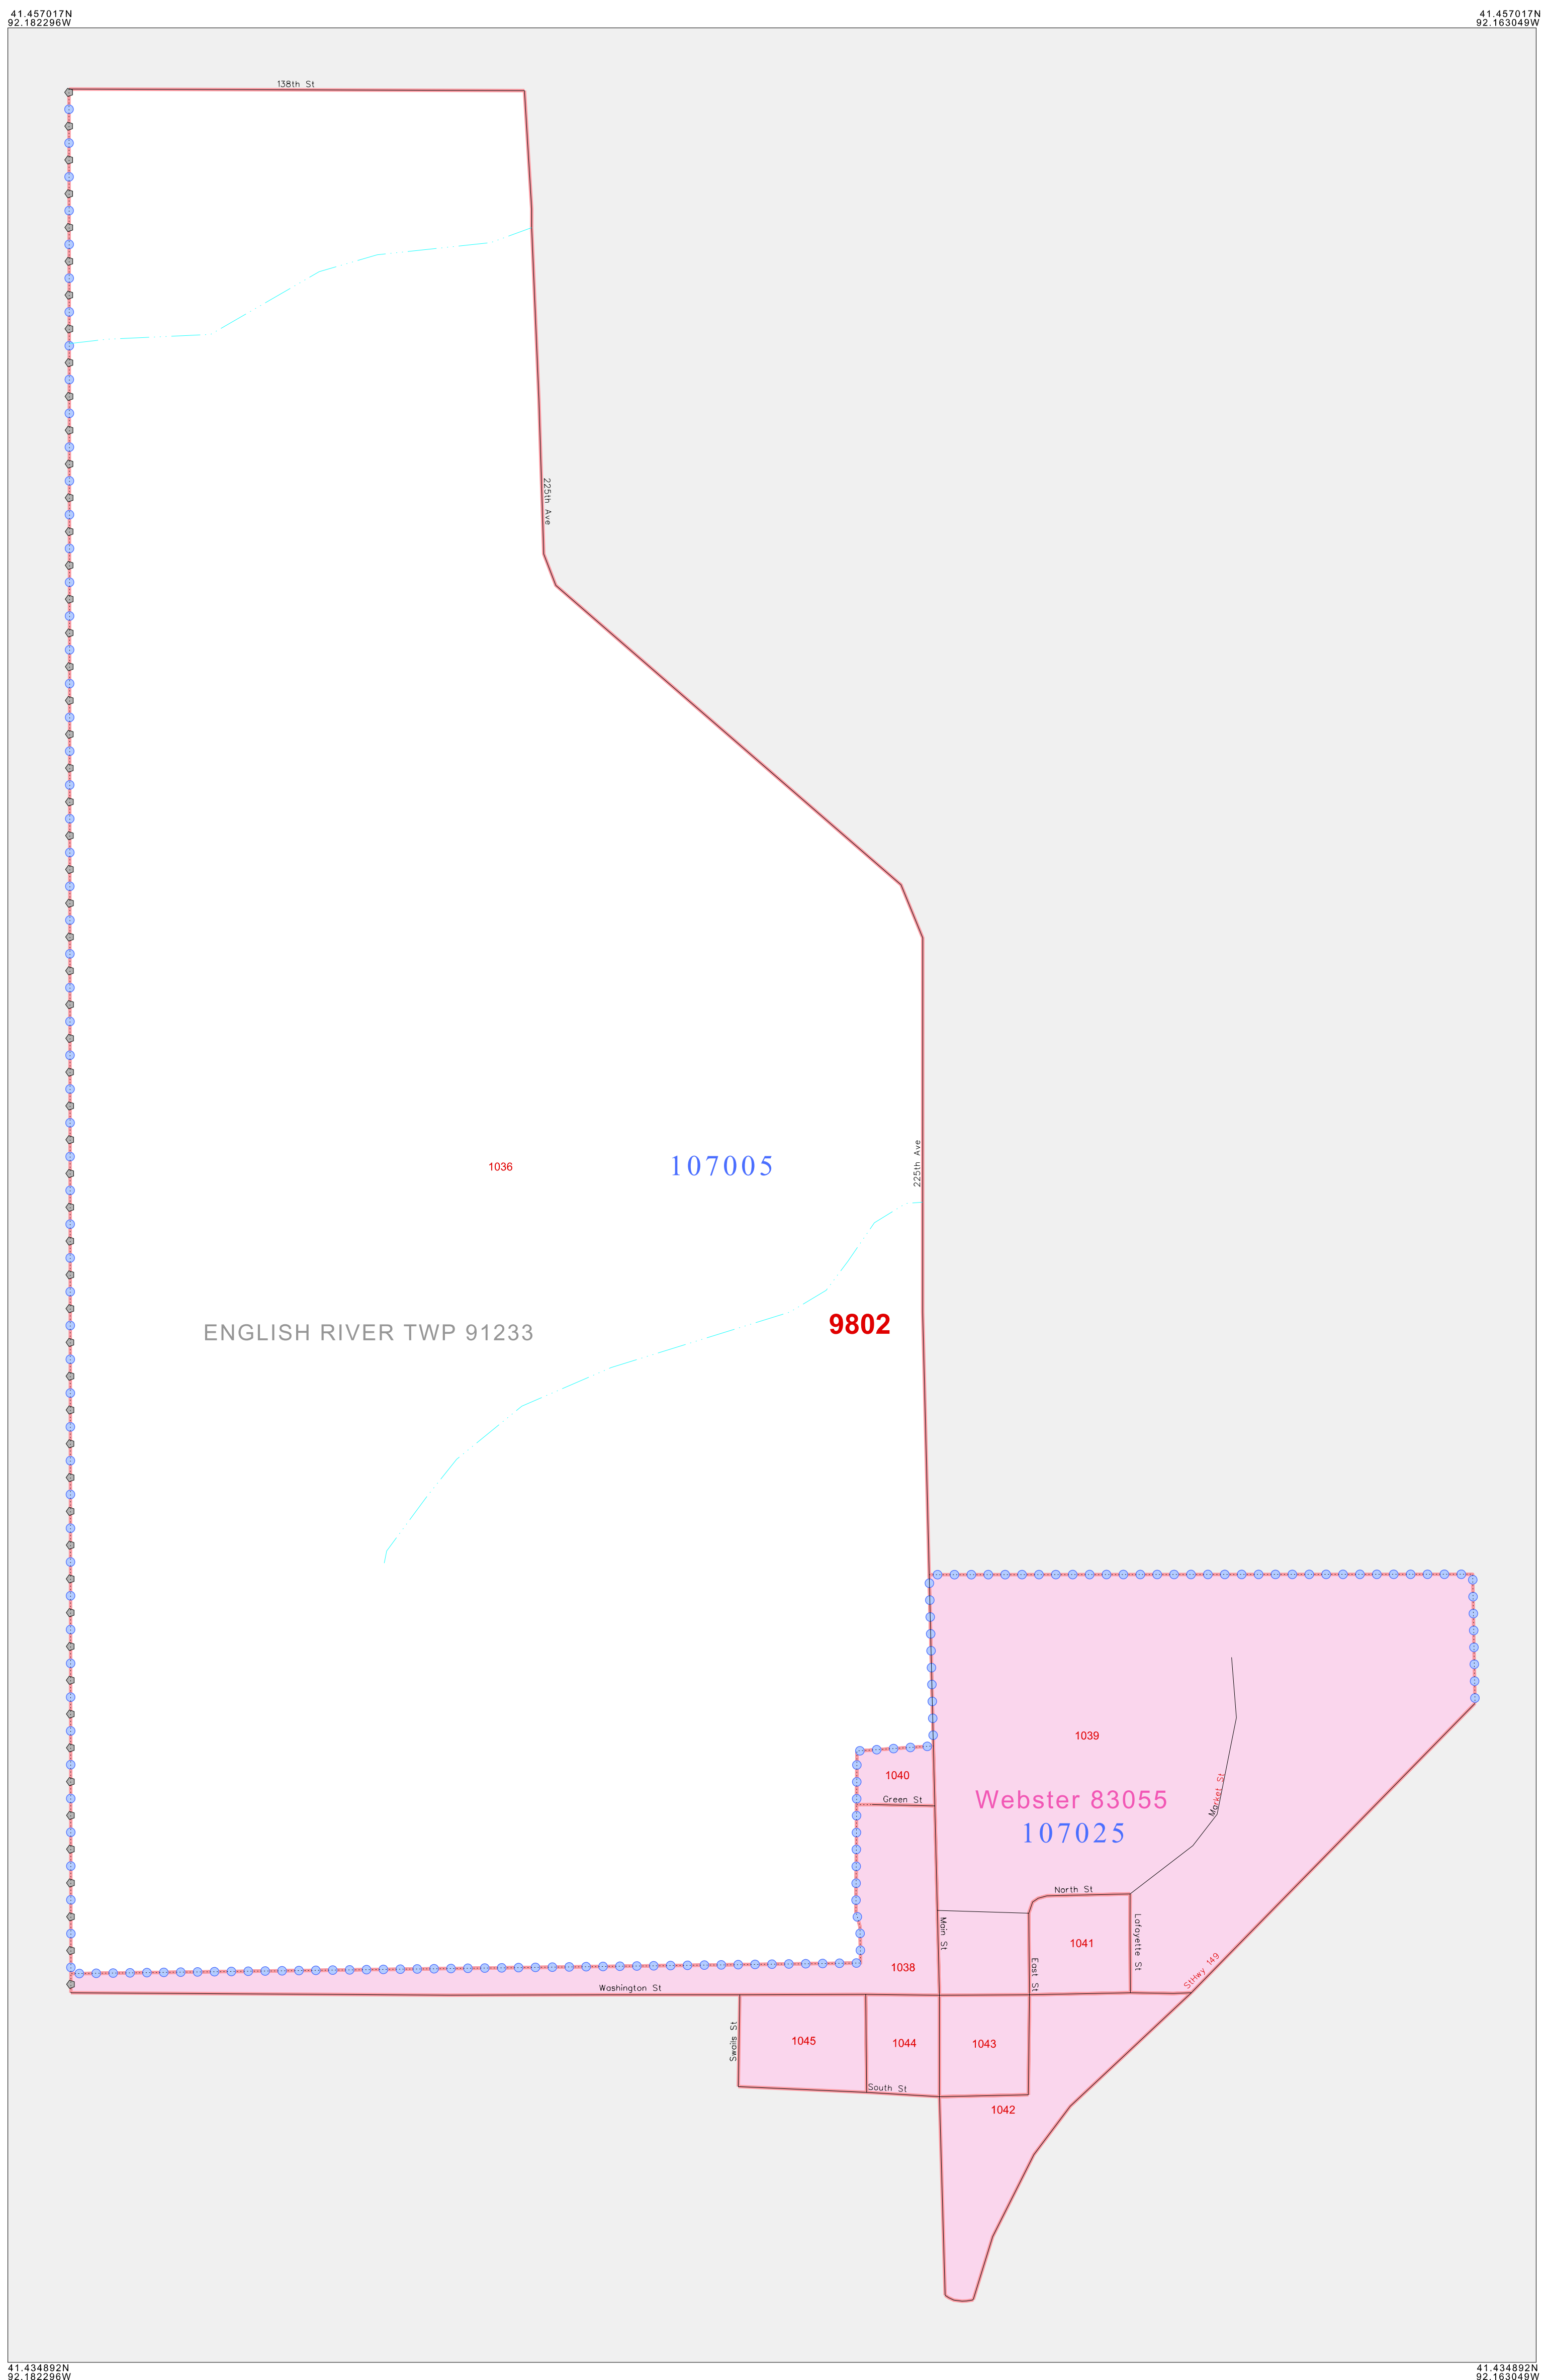 41.457017N
92.182296W
41.457017N
92.163049W
138th St
225th Ave
225th Ave
1036
107005
9802
ENGLISH RIVER TWP 91233
1039
1040
Webster 83055
Green St
107025
Market St
North St
Main St
Lafayette St
1041
East St
1038
StHwy 149
Washington St
Swails St
1045
1044
1043
South St
1042
41.434892N
92.182296W
41.434892N
92.163049W